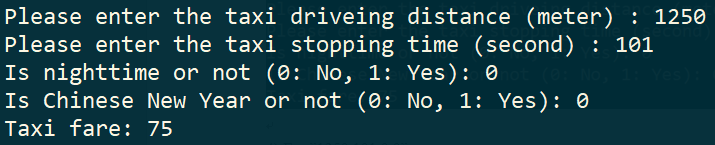 Please enter the taxi driveing distance (meter) : 1250
Please enter the taxi stopping time (second) : 101
Is nighttime or not (0: No, 1: Yes): 0
Is Chinese New Year or not (0: No, 1: Yes): 0
Taxi fare: 75